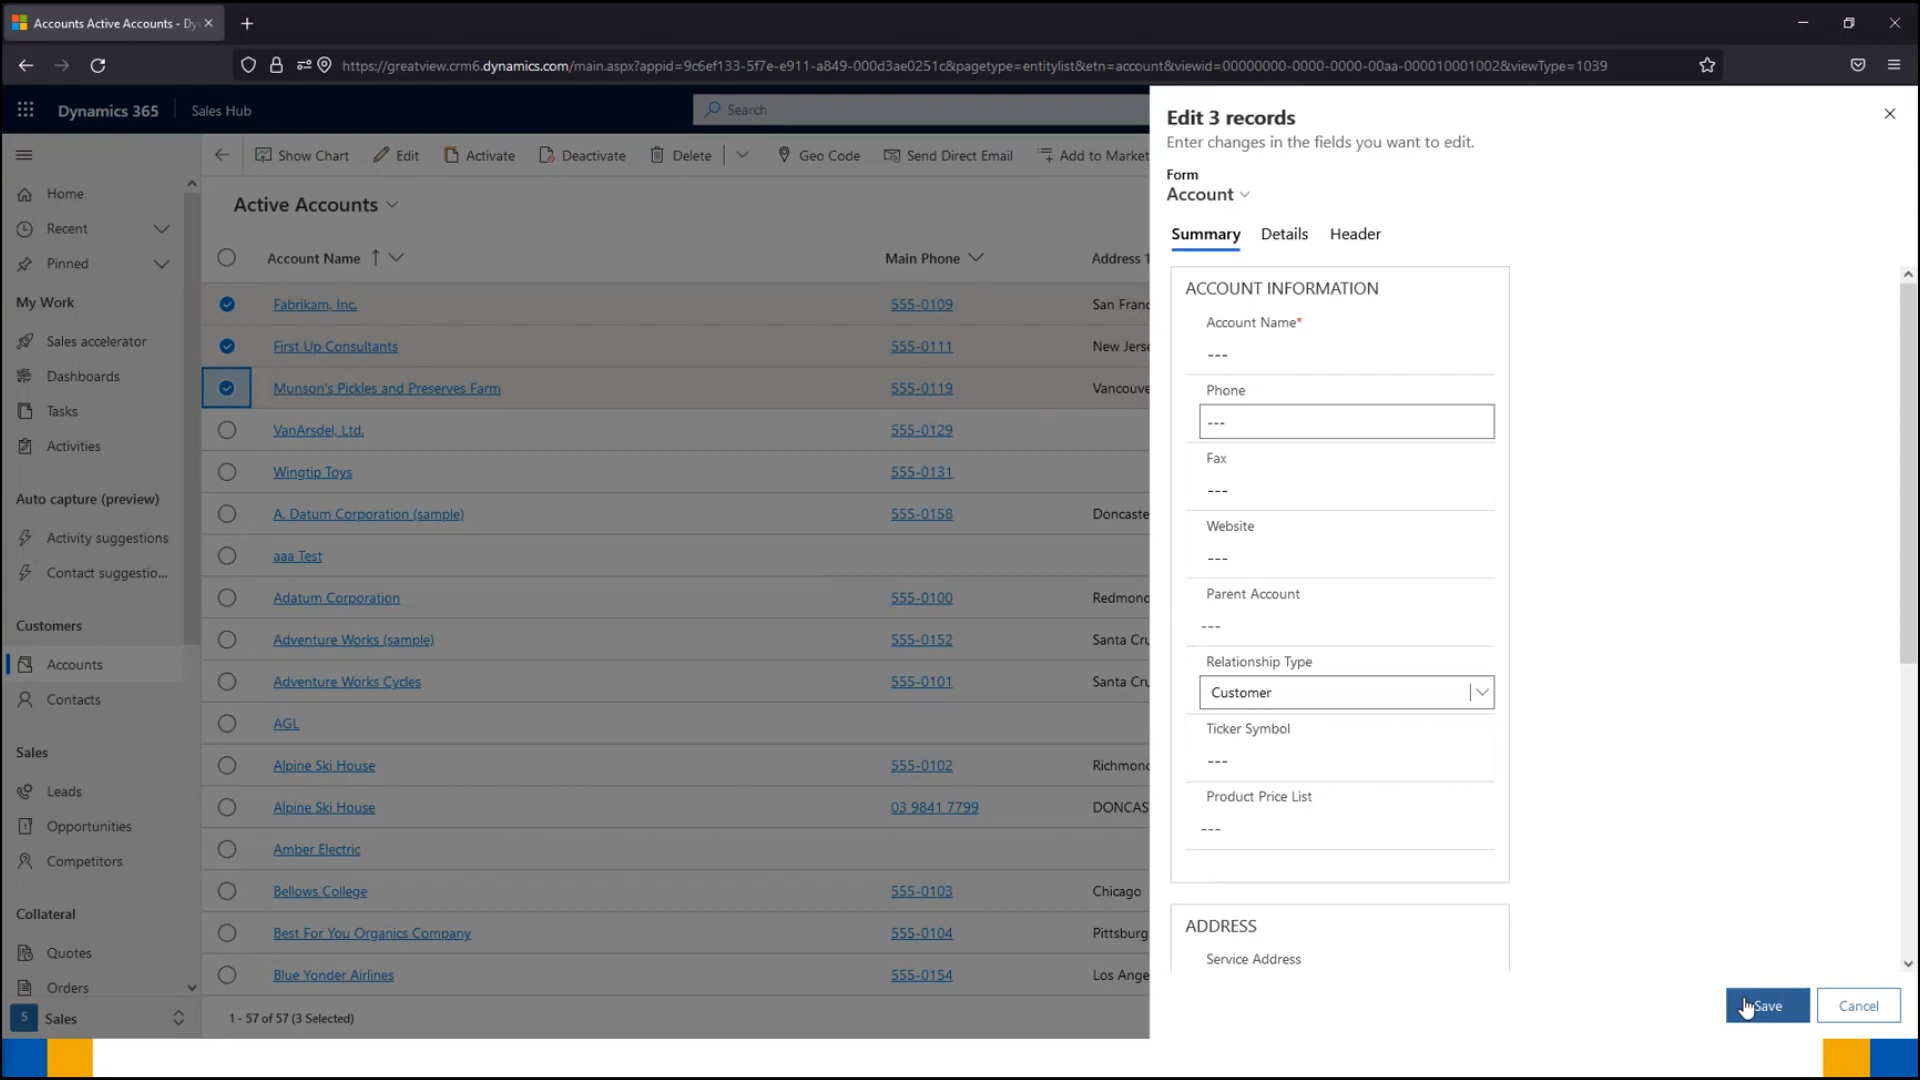 Accounts Active Accounts - Dy
https://greatview.crm6.dynamics.com/main.aspx?appid=9c6ef133-5f7e-e911-a849-000d3ae0251c&pagetype=entitylist&etn=account&viewid=00000000-0000-0000-00aa-000010001002&viewType=1039
Dynamics 365 Sales Hub Search
Show Chart Edit Activate Deactivate Delete Geo Code Send Direct Email Add to Market
Home
Recent
Pinned
My Work
Sales accelerator
Dashboards
Tasks
Activities
Auto capture (preview)
Activity suggestions
Contact suggestio...
Customers
Accounts
Contacts
Sales
Leads
Opportunities
Competitors
Collateral
Quotes
Orders
S Sales
Active Accounts
Account Name Main Phone Address 1
Fabrikam, Inc. 555-0109 San Franc
First Up Consultants 555-0111 New Jerse
Munson's Pickles and Preserves Farm 555-0119 Vancouve
VanArsdel, Ltd. 555-0129
Wingtip Toys 555-0131
A. Datum Corporation (sample) 555-0158 Doncaste
aaa Test
Adatum Corporation 555-0100 Redmond
Adventure Works (sample) 555-0152 Santa Cru
Adventure Works Cycles 555-0101 Santa Cru
AGL
Alpine Ski House 555-0102 Richmond
Alpine Ski House 03 9841 7799 DONCAS
Amber Electric
Bellows College 555-0103 Chicago
Best For You Organics Company 555-0104 Pittsburg
Blue Yonder Airlines 555-0154 Los Ange
1 - 57 of 57 (3 Selected)
Edit 3 records
Enter changes in the fields you want to edit.
Form
Account
Summary Details Header
ACCOUNT INFORMATION
Account Name*
---
Phone
---
Fax
---
Website
---
Parent Account
---
Relationship Type
Customer
Ticker Symbol
---
Product Price List
---
ADDRESS
Service Address
Save Cancel